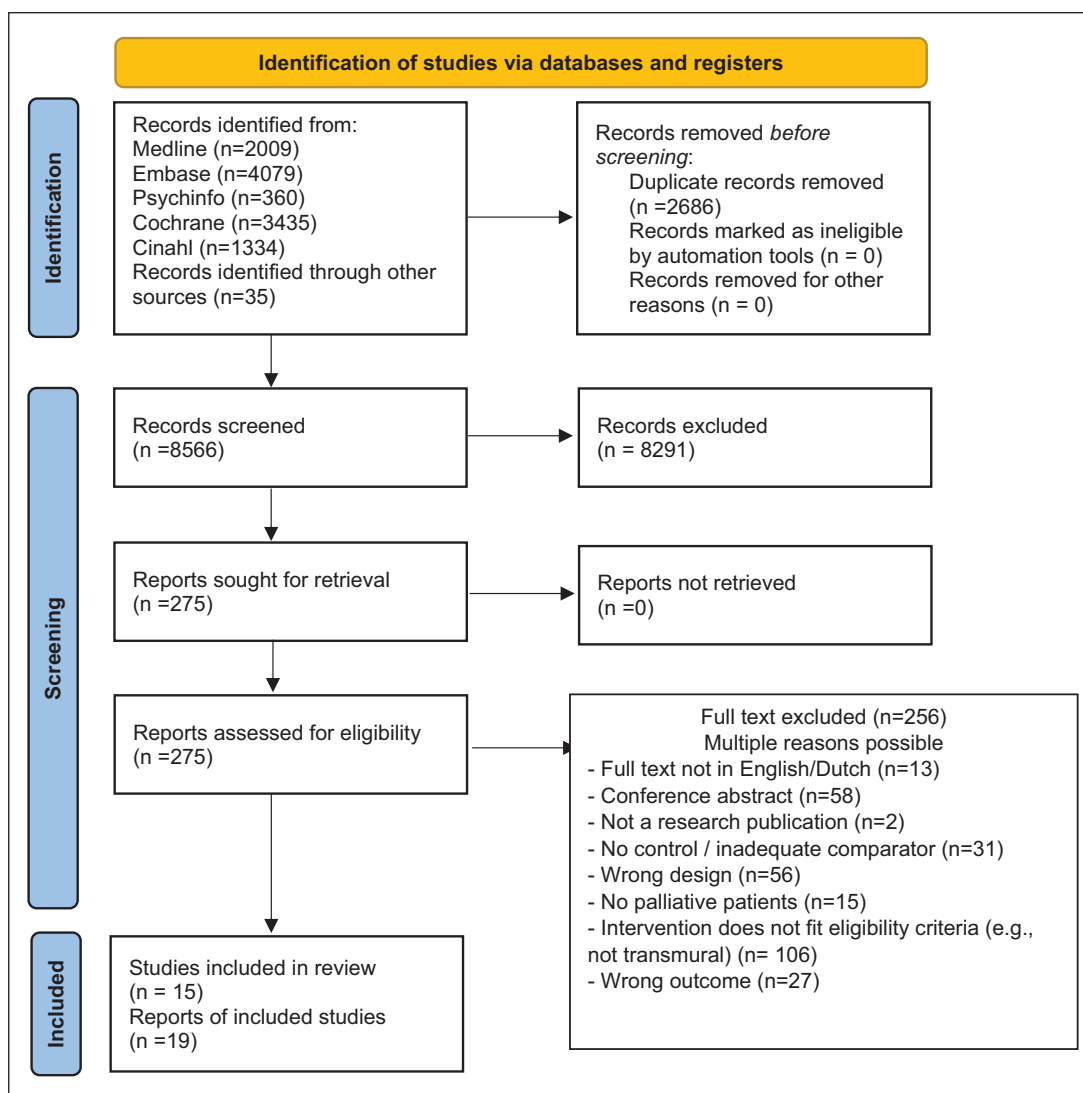 Identification of studies via databases and registers
Identification
Records identified from:
Medline (n=2009)
Embase (n=4079)
Psychinfo (n=360)
Cochrane (n=3435)
Cinahl (n=1334)
Records identified through other
sources (n=35)
Records removed before
screening:
Duplicate records removed
(n =2686)
Records marked as ineligible
by automation tools (n = 0)
Records removed for other
reasons (n = 0)
Screening
Records screened
(n =8566)
Records excluded
(n = 8291)
Reports sought for retrieval
(n =275)
Reports not retrieved
(n =0)
Reports assessed for eligibility
(n =275)
Full text excluded (n=256)
Multiple reasons possible
- Full text not in English/Dutch (n=13)
- Conference abstract (n=58)
- Not a research publication (n=2)
- No control / inadequate comparator (n=31)
- Wrong design (n=56)
- No palliative patients (n=15)
- Intervention does not fit eligibility criteria (e.g.,
not transmural) (n= 106)
- Wrong outcome (n=27)
Included
Studies included in review
(n = 15)
Reports of included studies
(n =19)